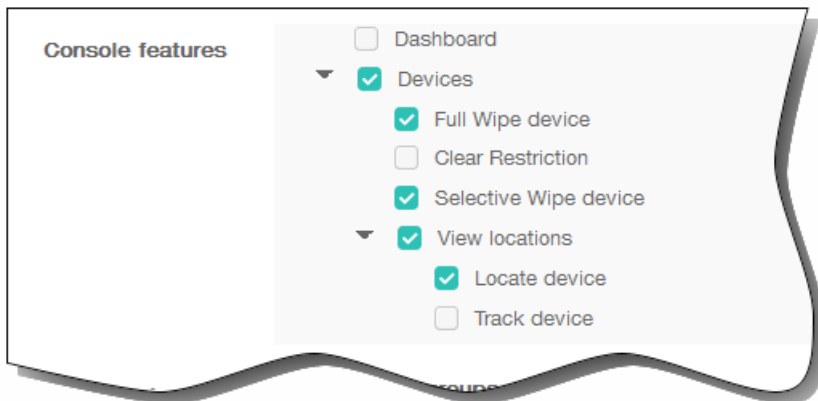 Console features
Dashboard
Devices
Full Wipe device
Clear Restriction
Selective Wipe device
View locations
Locate device
Track device